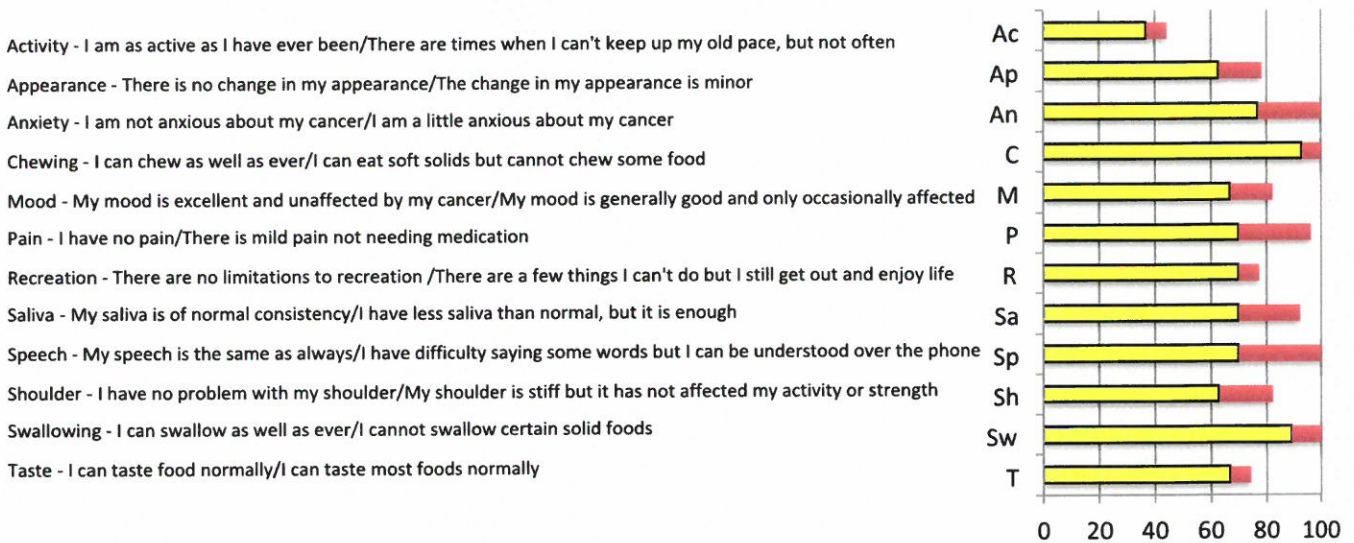 Activity - I am as active as I have ever been/There are times when I can't keep up my old pace, but not often Ac
Appearance - There is no change in my appearance/The change in my appearance is minor Ap
Anxiety - I am not anxious about my cancer/I am a little anxious about my cancer An
Chewing - I can chew as well as ever/I can eat soft solids but cannot chew some food C
Mood - My mood is excellent and unaffected by my cancer/My mood is generally good and only occasionally affected M
Pain - I have no pain/There is mild pain not needing medication P
Recreation - There are no limitations to recreation /There are a few things I can't do but I still get out and enjoy life R
Saliva - My saliva is of normal consistency/I have less saliva than normal, but it is enough Sa
Speech - My speech is the same as always/I have difficulty saying some words but I can be understood over the phone Sp
Shoulder - I have no problem with my shoulder/My shoulder is stiff but it has not affected my activity or strength Sh
Swallowing - I can swallow as well as ever/I cannot swallow certain solid foods Sw
Taste - I can taste food normally/I can taste most foods normally T
0 20 40 60 80 100